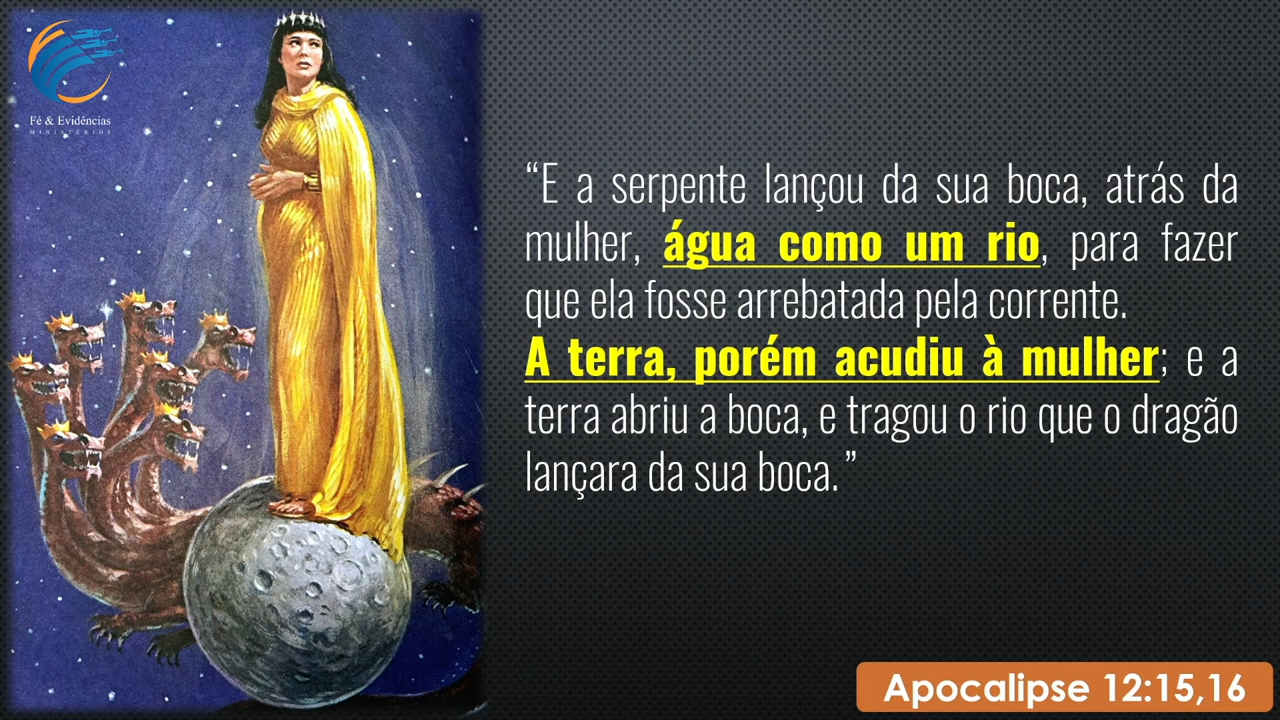 Fé & Evidências
MINISTÉRIOS
“E a serpente lançou da sua boca, atrás da
mulher, água como um rio, para fazer
que ela fosse arrebatada pela corrente.
A terra, porém acudiu à mulher; e a
terra abriu a boca, e tragou o rio que o dragão
lançara da sua boca.”
Apocalipse 12:15,16